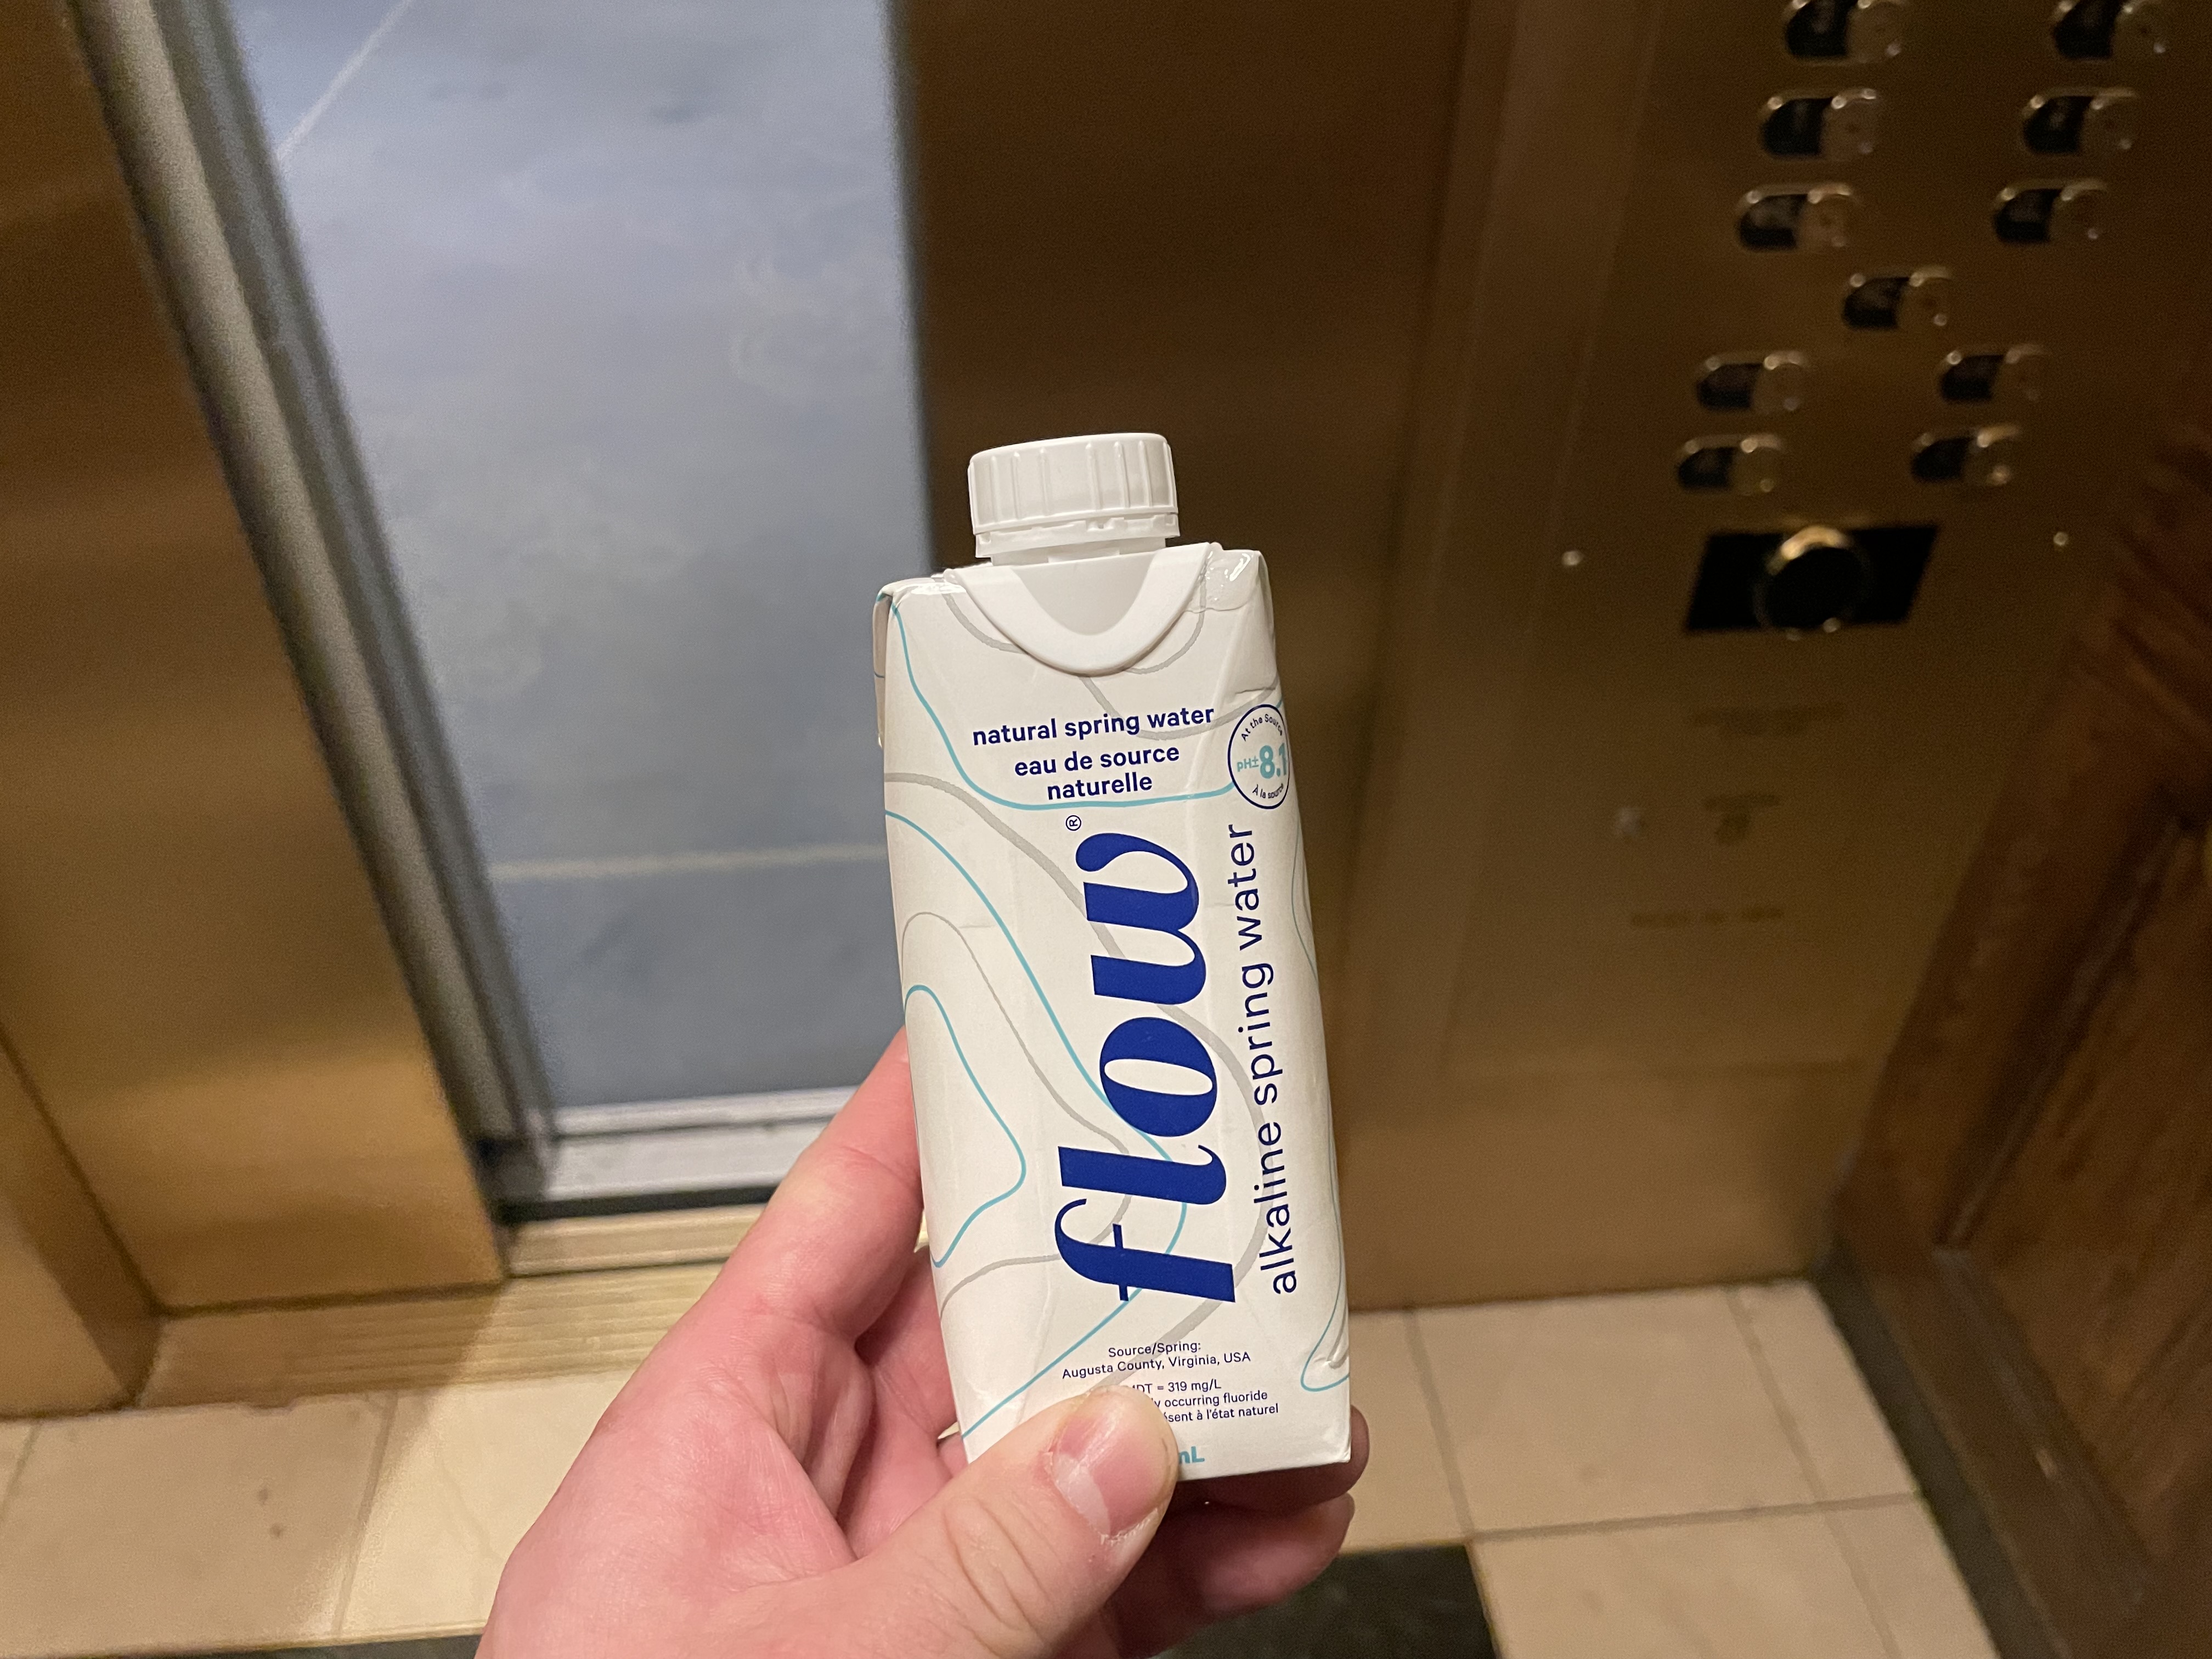 natural spring water
eau de source
naturelle
At the Source
pH± 8.1
À la source
flow®
alkaline spring water
Source/Spring:
Augusta County, Virginia, USA
= 319 mg/L
occurring fluoride
à l'état naturel
mL